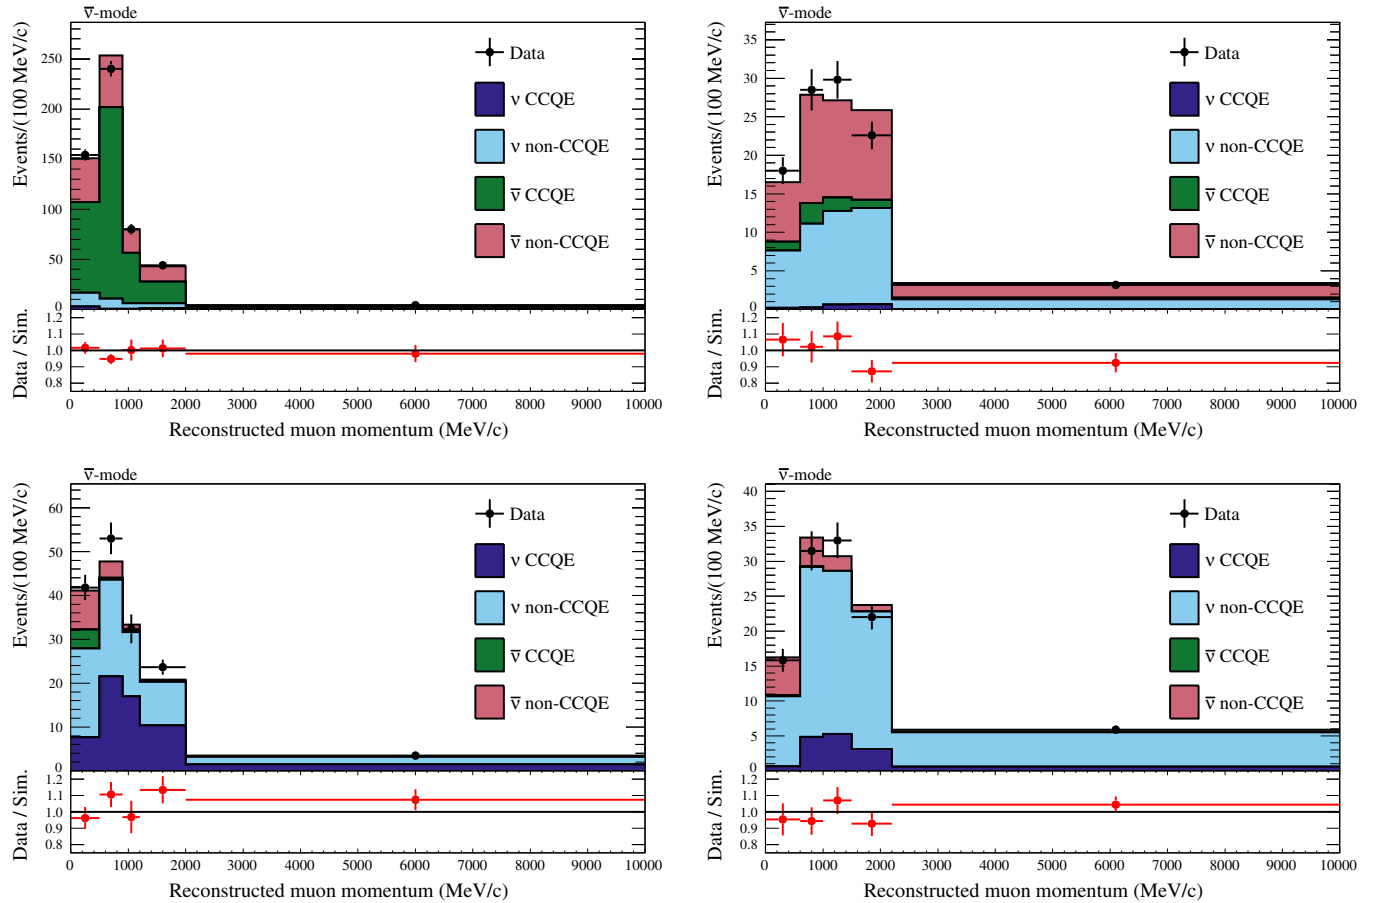 ν̄-mode
Events/(100 MeV/c)
250
200
150
100
50
0
Data
ν CCQE
ν non-CCQE
ν̄ CCQE
ν̄ non-CCQE
Data / Sim.
1.2
1.1
1.0
0.9
0.8
0 1000 2000 3000 4000 5000 6000 7000 8000 9000 10000
Reconstructed muon momentum (MeV/c)
ν̄-mode
Events/(100 MeV/c)
35
30
25
20
15
10
5
0
Data
ν CCQE
ν non-CCQE
ν̄ CCQE
ν̄ non-CCQE
Data / Sim.
1.2
1.1
1.0
0.9
0.8
0 1000 2000 3000 4000 5000 6000 7000 8000 9000 10000
Reconstructed muon momentum (MeV/c)
ν̄-mode
Events/(100 MeV/c)
60
50
40
30
20
10
0
Data
ν CCQE
ν non-CCQE
ν̄ CCQE
ν̄ non-CCQE
Data / Sim.
1.2
1.1
1.0
0.9
0.8
0 1000 2000 3000 4000 5000 6000 7000 8000 9000 10000
Reconstructed muon momentum (MeV/c)
ν̄-mode
Events/(100 MeV/c)
40
35
30
25
20
15
10
5
0
Data
ν CCQE
ν non-CCQE
ν̄ CCQE
ν̄ non-CCQE
Data / Sim.
1.2
1.1
1.0
0.9
0.8
0 1000 2000 3000 4000 5000 6000 7000 8000 9000 10000
Reconstructed muon momentum (MeV/c)